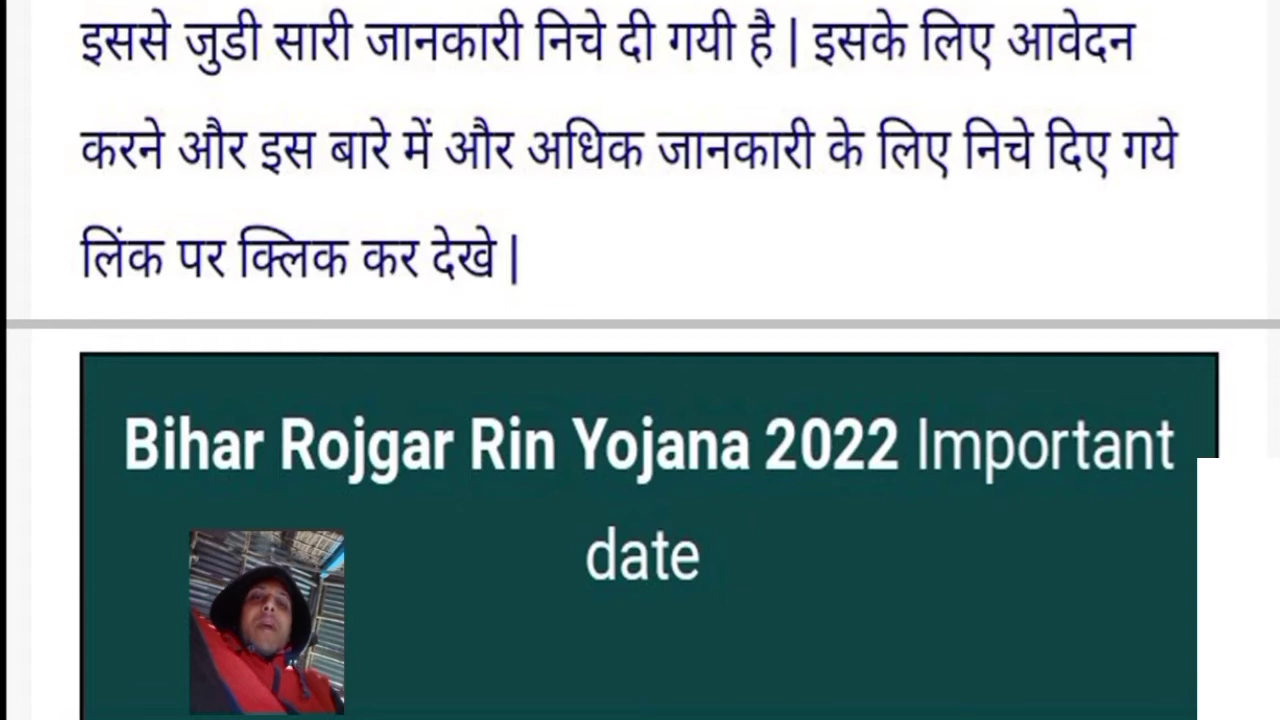 इससे जुडी सारी जानकारी निचे दी गयी है | इसके लिए आवेदन
करने और इस बारे में और अधिक जानकारी के लिए निचे दिए गये
लिंक पर क्लिक कर देखे |
Bihar Rojgar Rin Yojana 2022 Important
date